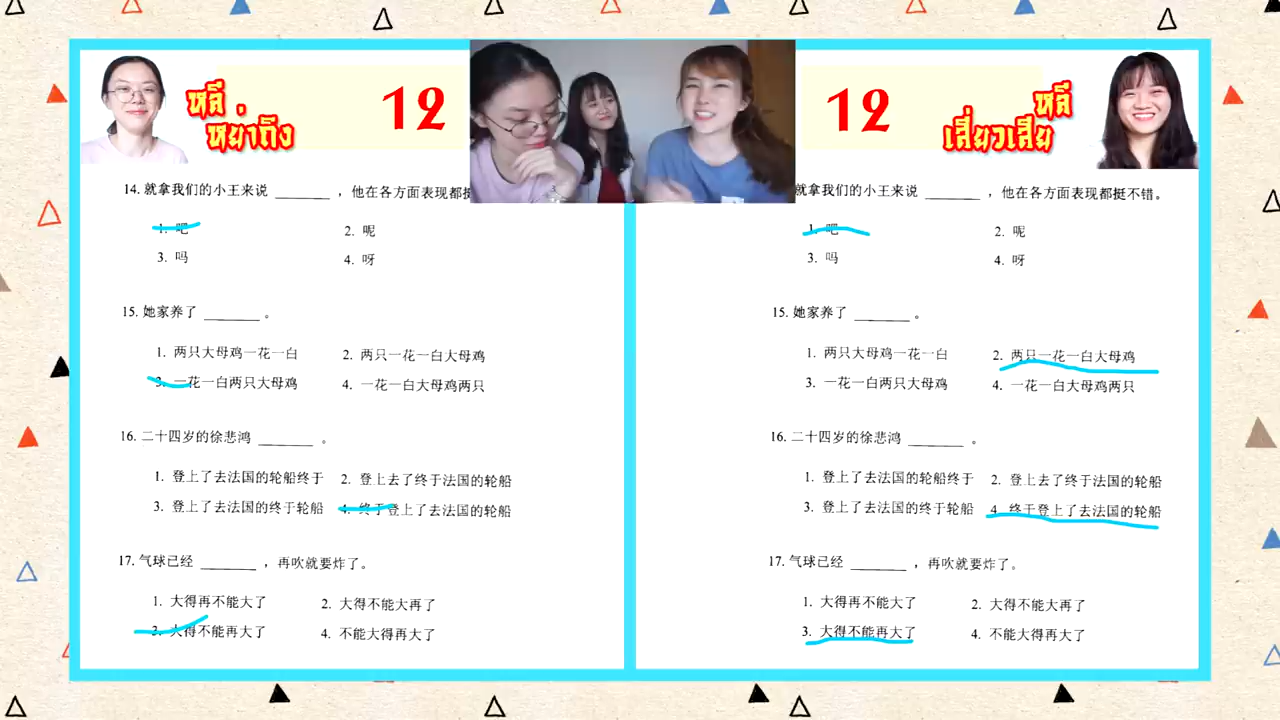 หลี่
หย่าถิง
12
14. 就拿我们的小王来说 ________ ，他在各方面表现都挺
1. 吧
2. 呢
3. 吗
4. 呀
15. 她家养了 ________ 。
1. 两只大母鸡一花一白
2. 两只一花一白大母鸡
3. 一花一白两只大母鸡
4. 一花一白大母鸡两只
16. 二十四岁的徐悲鸿 ________ 。
1. 登上了去法国的轮船终于
2. 登上去了终于法国的轮船
3. 登上了去法国的终于轮船
4. 终于登上了去法国的轮船
17. 气球已经 ________ ，再吹就要炸了。
1. 大得再不能大了
2. 大得不能大再了
3. 大得不能再大了
4. 不能大得再大了
12
หลี่
เสี่ยวเสีย
就拿我们的小王来说 ________ ，他在各方面表现都挺不错。
1. 吧
2. 呢
3. 吗
4. 呀
15. 她家养了 ________ 。
1. 两只大母鸡一花一白
2. 两只一花一白大母鸡
3. 一花一白两只大母鸡
4. 一花一白大母鸡两只
16. 二十四岁的徐悲鸿 ________ 。
1. 登上了去法国的轮船终于
2. 登上去了终于法国的轮船
3. 登上了去法国的终于轮船
4. 终于登上了去法国的轮船
17. 气球已经 ________ ，再吹就要炸了。
1. 大得再不能大了
2. 大得不能大再了
3. 大得不能再大了
4. 不能大得再大了